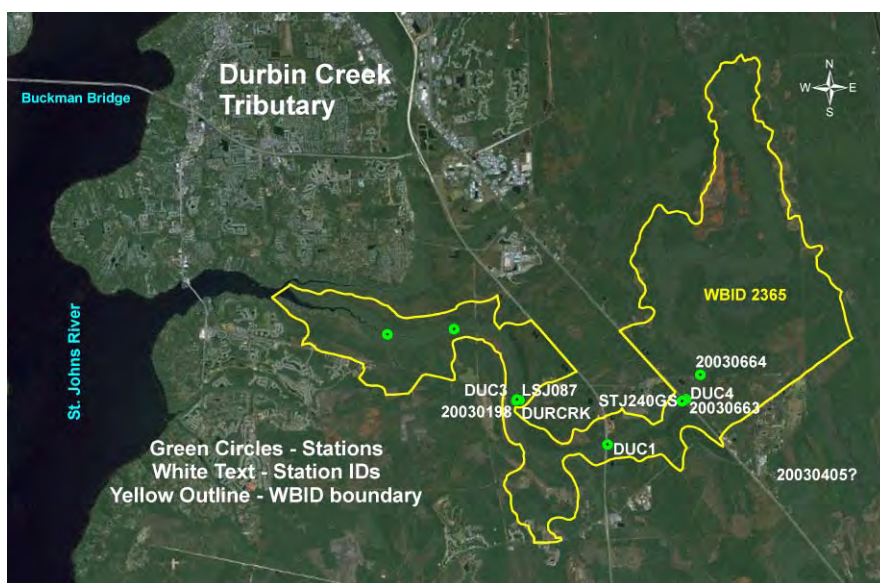 Durbin Creek
Tributary
Buckman Bridge
N
W E
S
St. Johns River
WBID 2365
20030664
DUC3 LSJ087
20030198 DURCRK
STJ240GS DUC4
20030663
DUC1
20030405?
Green Circles - Stations
White Text - Station IDs
Yellow Outline - WBID boundary